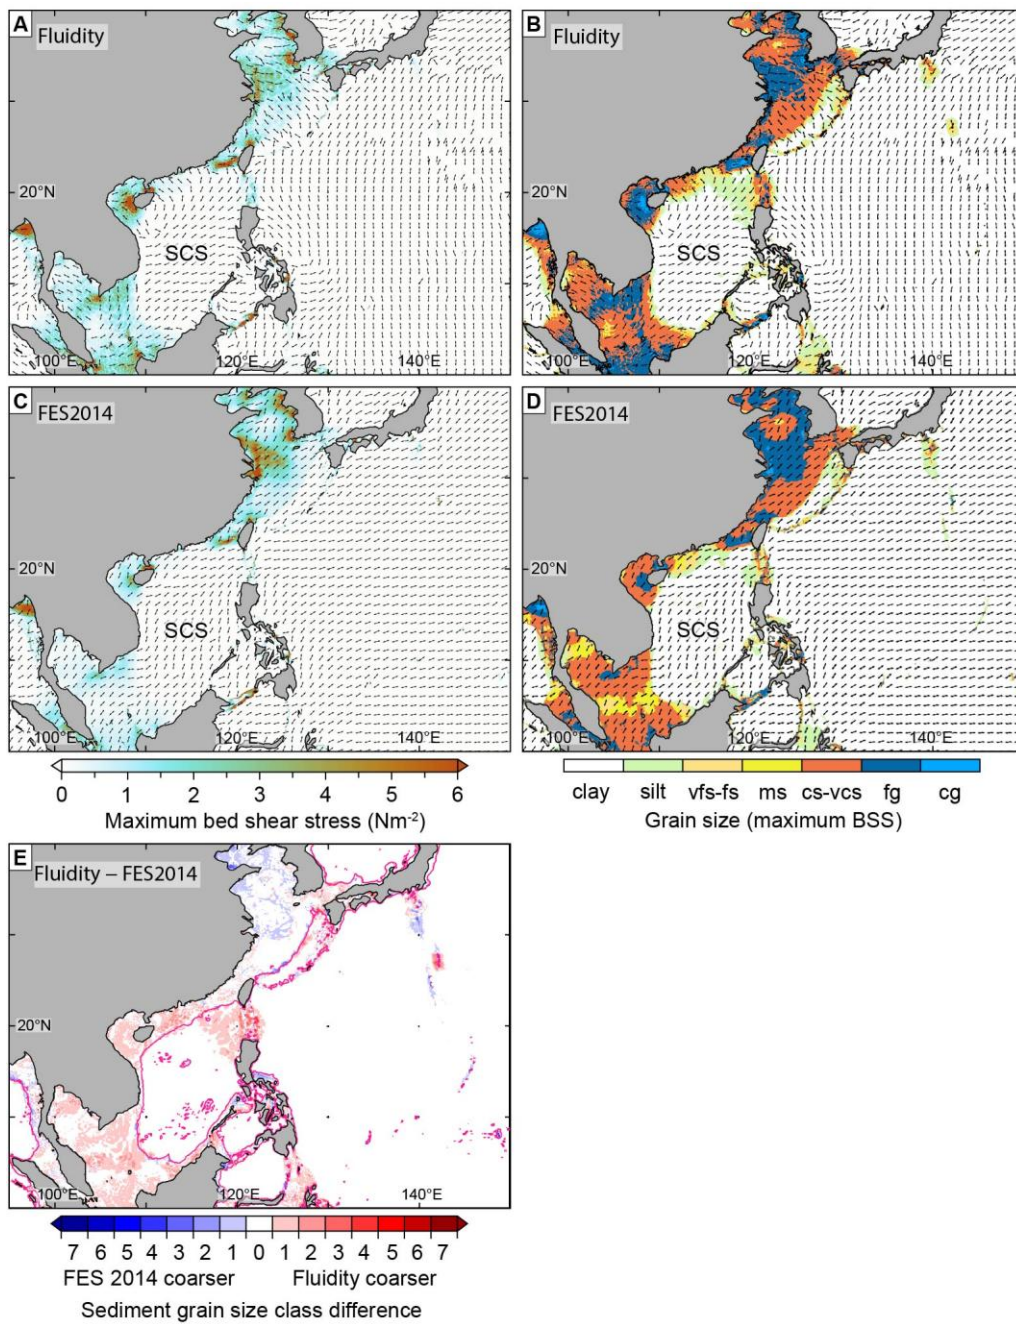 A
Fluidity
20°N
SCS
100°E
120°E
140°E
B
Fluidity
20°N
SCS
100°E
120°E
140°E
C
FES2014
20°N
SCS
100°E
120°E
140°E
D
FES2014
20°N
SCS
100°E
120°E
140°E
0 1 2 3 4 5 6
Maximum bed shear stress (Nm⁻²)
clay silt vfs-fs ms cs-vcs fg cg
Grain size (maximum BSS)
E
Fluidity – FES2014
20°N
100°E
120°E
140°E
7 6 5 4 3 2 1 0 1 2 3 4 5 6 7
FES 2014 coarser Fluidity coarser
Sediment grain size class difference